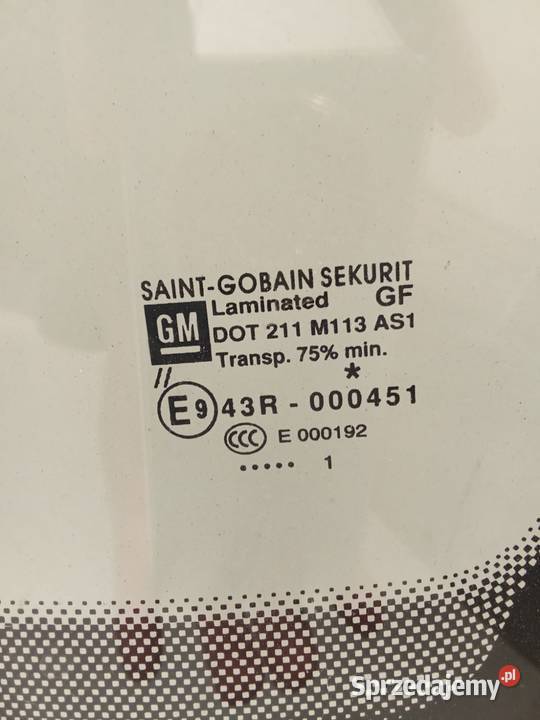 SAINT-GOBAIN SEKURIT
GM Laminated GF
DOT 211 M113 AS1
Transp. 75% min.
// *
E9 43R - 000451
CCC E 000192
••••• 1
Sprzedajemy.pl